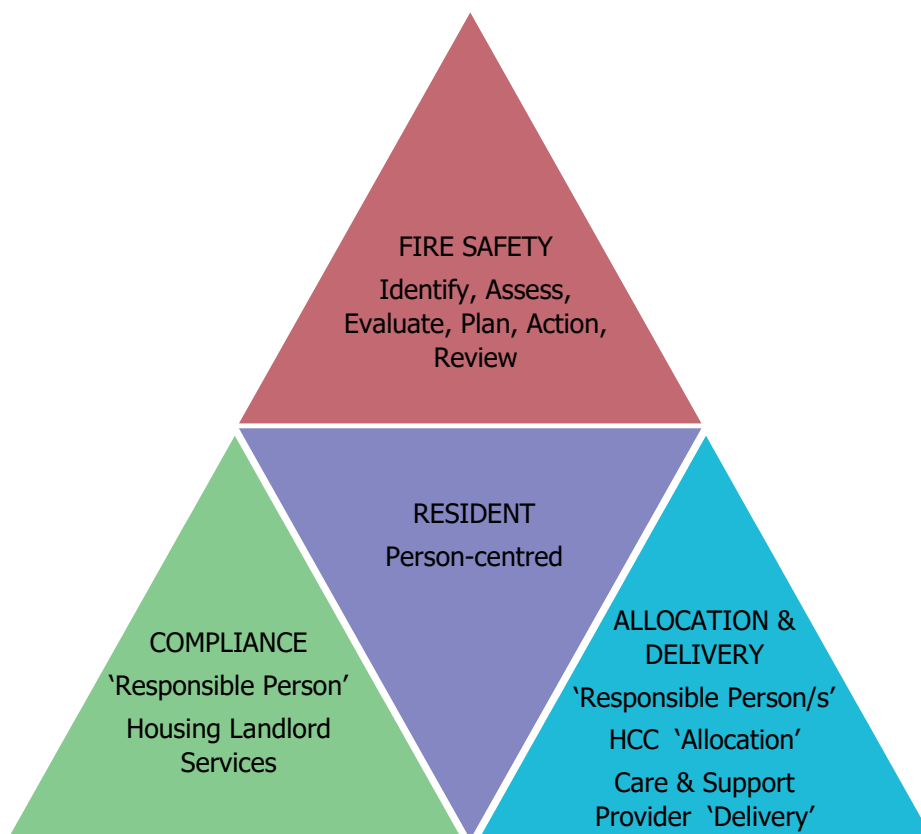 FIRE SAFETY
Identify, Assess,
Evaluate, Plan, Action,
Review
RESIDENT
Person-centred
COMPLIANCE
‘Responsible Person’
Housing Landlord
Services
ALLOCATION &
DELIVERY
‘Responsible Person/s’
HCC ‘Allocation’
Care & Support
Provider ‘Delivery’